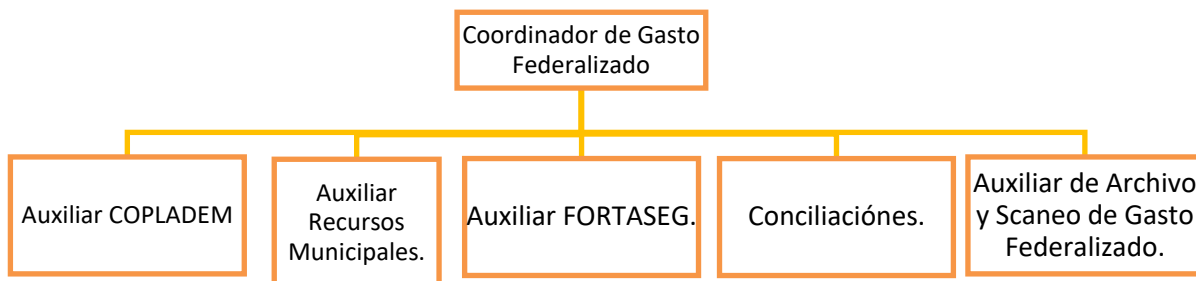 Coordinador de Gasto
Federalizado
Auxiliar COPLADEM
Auxiliar
Recursos
Municipales.
Auxiliar FORTASEG.
Conciliaciónes.
Auxiliar de Archivo
y Scaneo de Gasto
Federalizado.